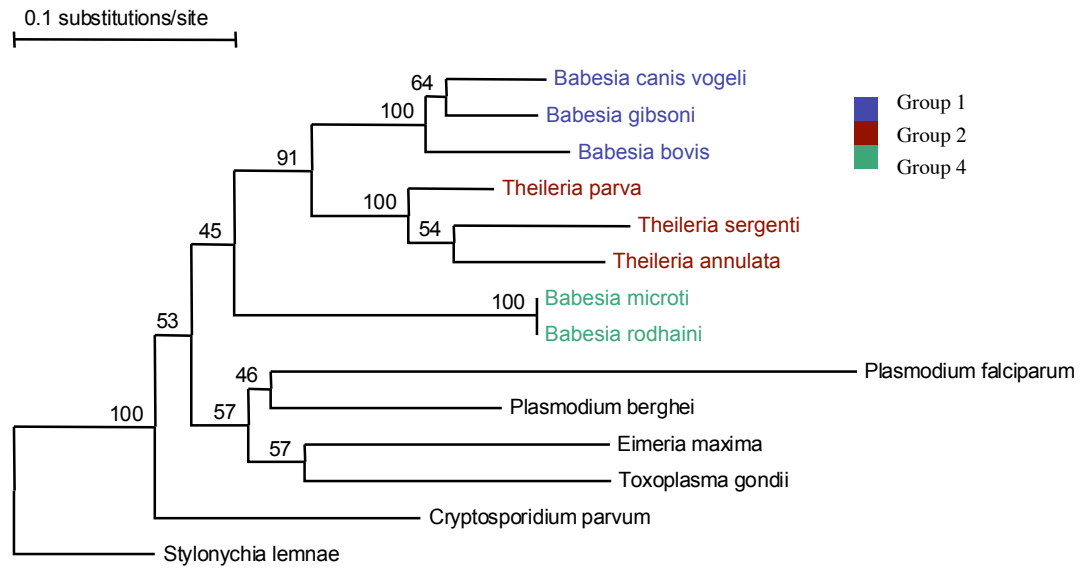 0.1 substitutions/site
64
Babesia canis vogeli
Group 1
100
Babesia gibsoni
Group 2
Babesia bovis
Group 4
91
100
Theileria parva
54
Theileria sergenti
45
Theileria annulata
100
Babesia microti
Babesia rodhaini
53
46
Plasmodium falciparum
57
Plasmodium berghei
100
57
Eimeria maxima
Toxoplasma gondii
Cryptosporidium parvum
Stylonychia lemnae